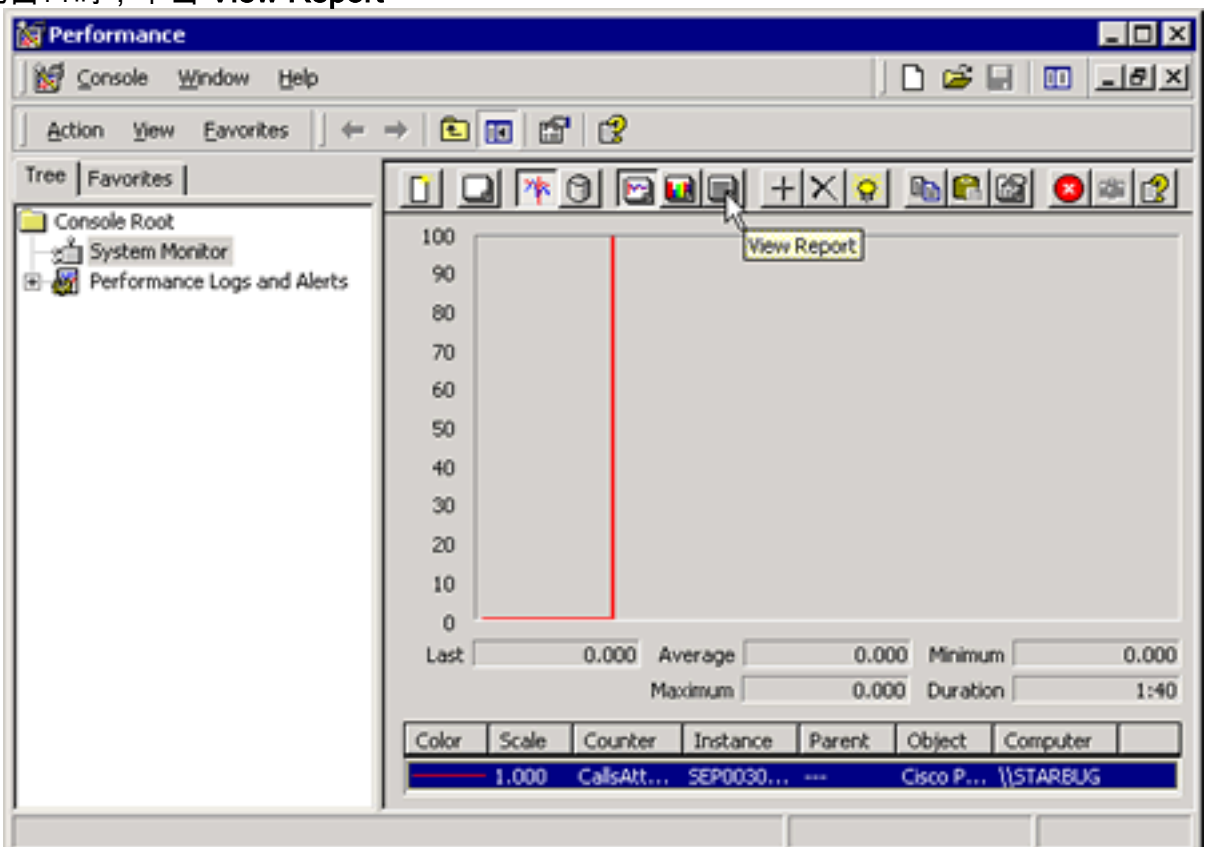 View Report
Performance
Console Window Help
Action View Favorites
Tree Favorites
Console Root
System Monitor
Performance Logs and Alerts
View Report
100
90
80
70
60
50
40
30
20
10
0
Last 0.000 Average 0.000 Minimum 0.000
Maximum 0.000 Duration 1:40
Color Scale Counter Instance Parent Object Computer
1.000 CallsAtt... SEP0030... --- Cisco P... \\STARBUG